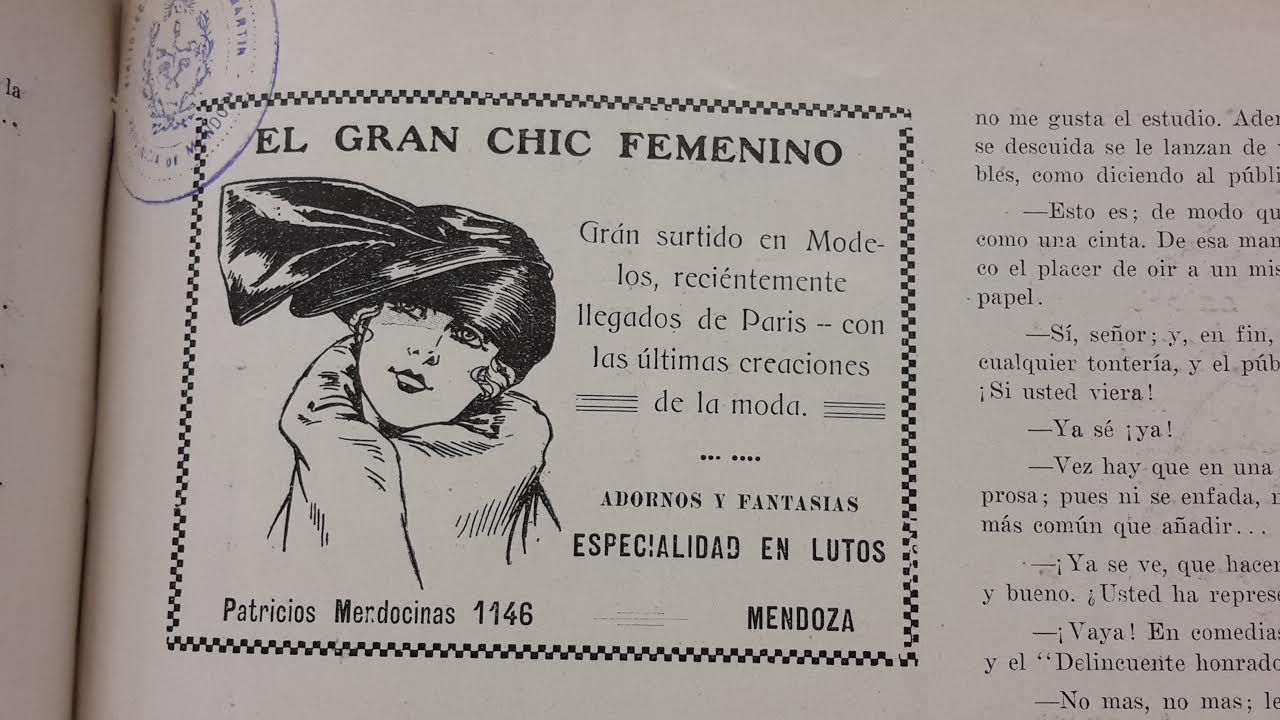 la
MARTIN
EL GRAN CHIC FEMENINO
Grán surtido en Mode-
los, reciéntemente
llegados de Paris -- con
las últimas creaciones
de la moda.
ADORNOS Y FANTASIAS
ESPECIALIDAD EN LUTOS
Patricios Merdocinas 1146
MENDOZA
no me gusta el estudio. Ader
se descuida se le lanzan de
bles, como diciendo al públi
—Esto es; de modo qu
como una cinta. De esa man
co el placer de oir a un mis
papel.
—Sí, señor; y, en fin,
cualquier tontería, y el púb
¡Si usted viera!
—Ya sé ¡ya!
—Vez hay que en una
prosa; pues ni se enfada,
más común que añadir...
—¡Ya se ve, que hacer
y bueno. ¿Usted ha represe
—¡Vaya! En comedias
y el “Delincuente honrado
—No mas, no mas; le